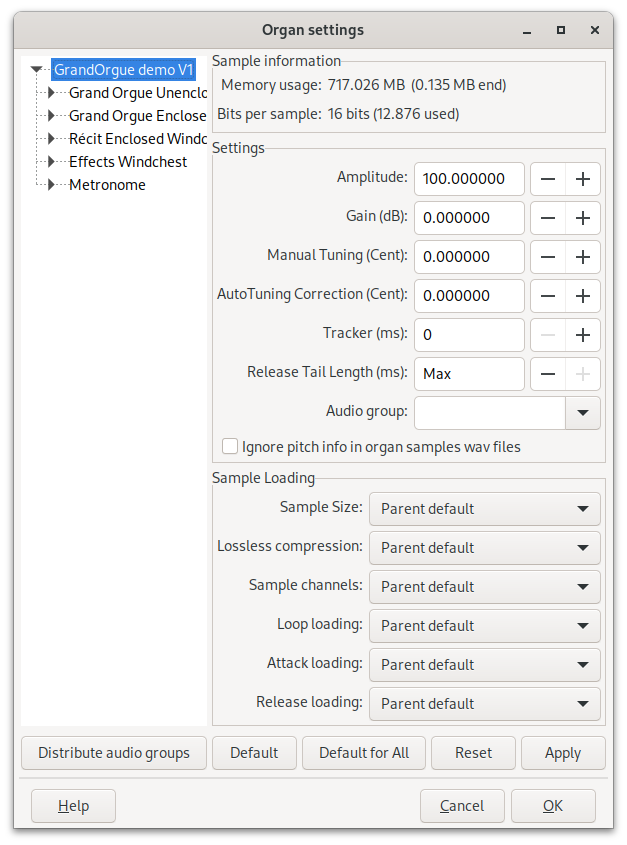 Organ settings
GrandOrgue demo V1
Grand Orgue Unenclo
Grand Orgue Enclose
Récit Enclosed Windc
Effects Windchest
Metronome
Sample information
Memory usage: 717.026 MB (0.135 MB end)
Bits per sample: 16 bits (12.876 used)
Settings
Amplitude: 100.000000
Gain (dB): 0.000000
Manual Tuning (Cent): 0.000000
AutoTuning Correction (Cent): 0.000000
Tracker (ms): 0
Release Tail Length (ms): Max
Audio group:
Ignore pitch info in organ samples wav files
Sample Loading
Sample Size: Parent default
Lossless compression: Parent default
Sample channels: Parent default
Loop loading: Parent default
Attack loading: Parent default
Release loading: Parent default
Distribute audio groups Default Default for All Reset Apply
Help Cancel OK